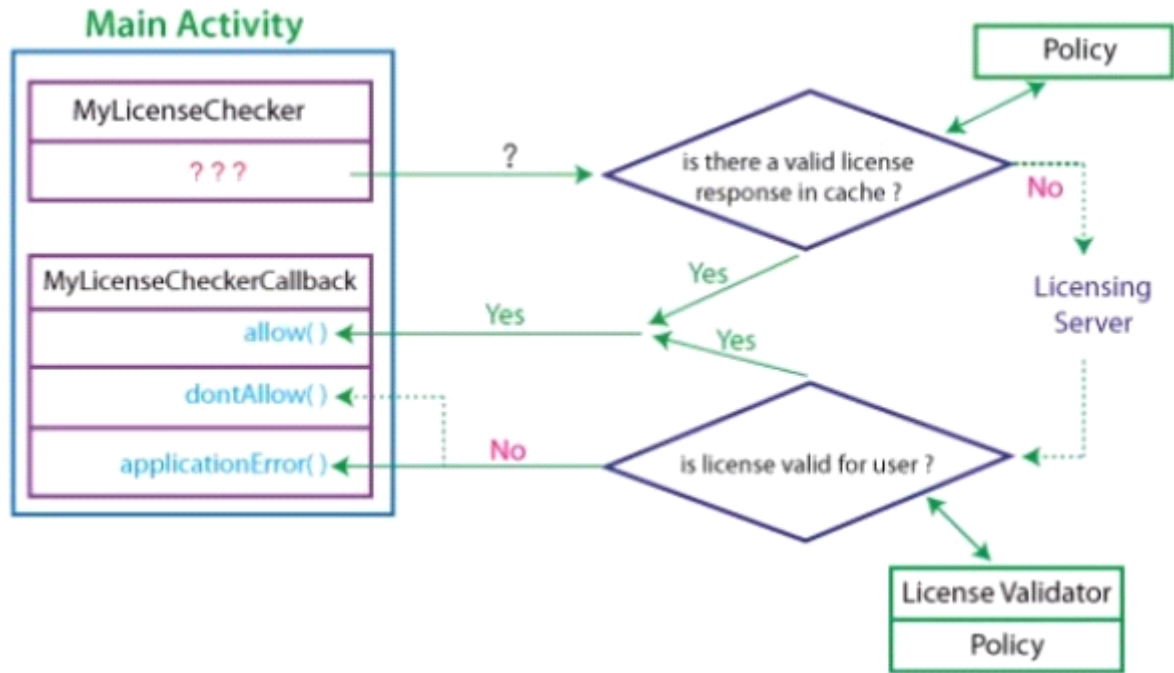 Main Activity
Policy
MyLicenseChecker
? ? ?
?
is there a valid license
response in cache ?
No
MyLicenseCheckerCallback
Yes
Licensing
Server
allow( )
Yes
Yes
dontAllow( )
applicationError( )
No
is license valid for user ?
License Validator
Policy